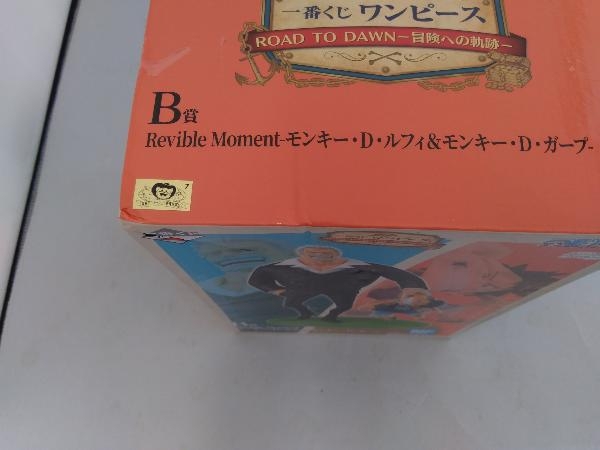 一番くじ ワンピース
ROAD TO DAWN－冒険への軌跡－
B賞
Revible Moment-モンキー・D・ルフィ&モンキー・D・ガープ-
7